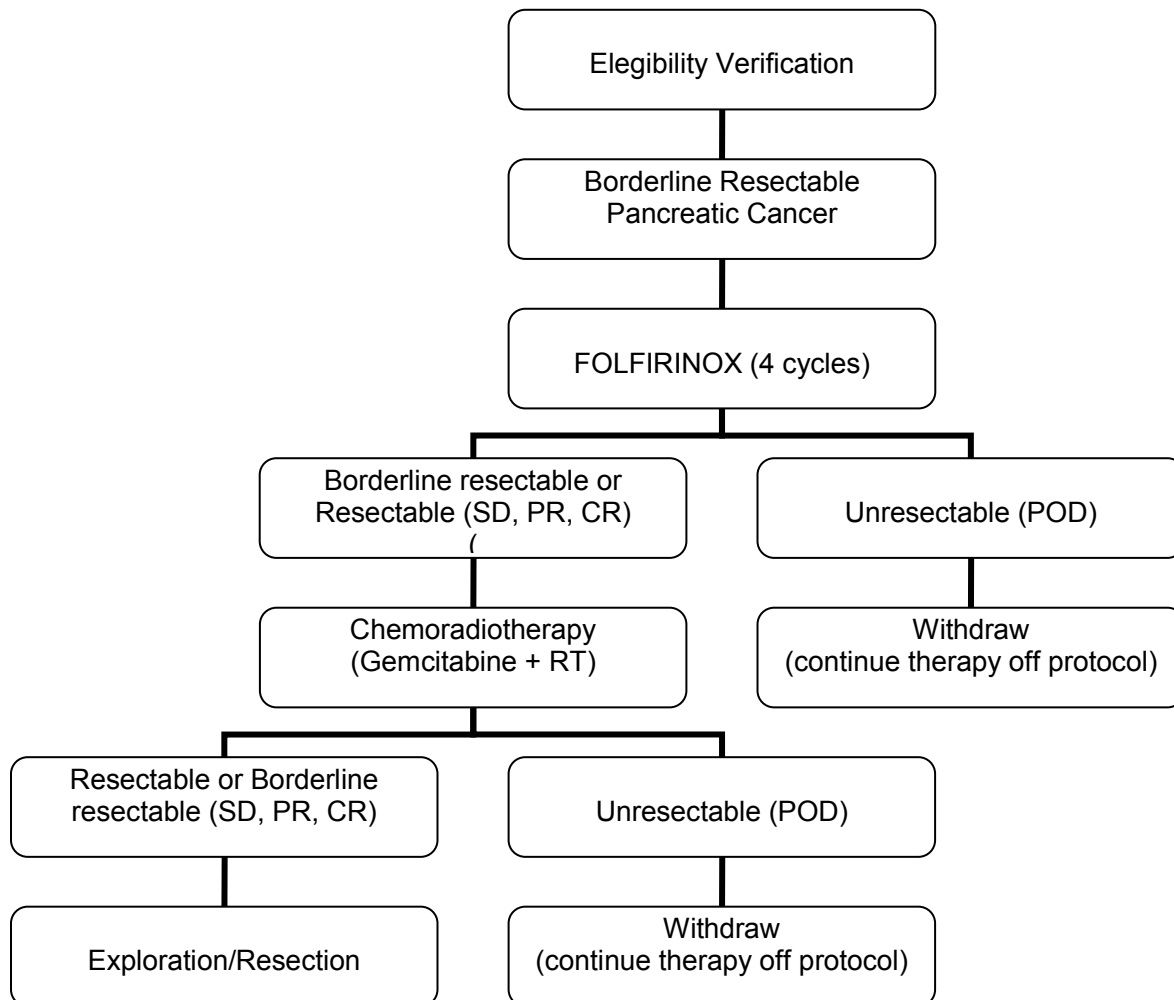 Elegibility Verification
Borderline Resectable
Pancreatic Cancer
FOLFIRINOX (4 cycles)
Borderline resectable or
Resectable (SD, PR, CR)
(
Unresectable (POD)
Chemoradiotherapy
(Gemcitabine + RT)
Withdraw
(continue therapy off protocol)
Resectable or Borderline
resectable (SD, PR, CR)
Unresectable (POD)
Exploration/Resection
Withdraw
(continue therapy off protocol)